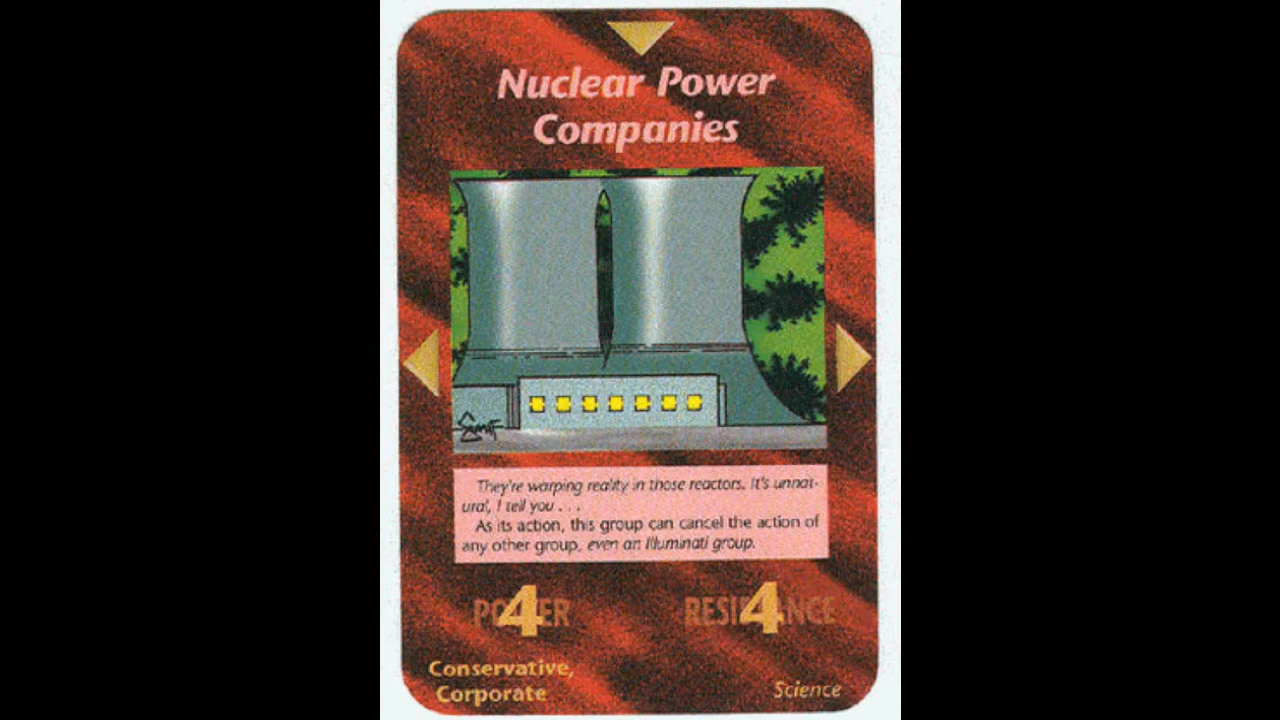 Nuclear Power
Companies
They're warping reality in those reactors. It's unnat-
ural, I tell you . . .
As its action, this group can cancel the action of
any other group, even an Illuminati group.
POWER 4 RESISTANCE 4
Conservative,
Corporate
Science